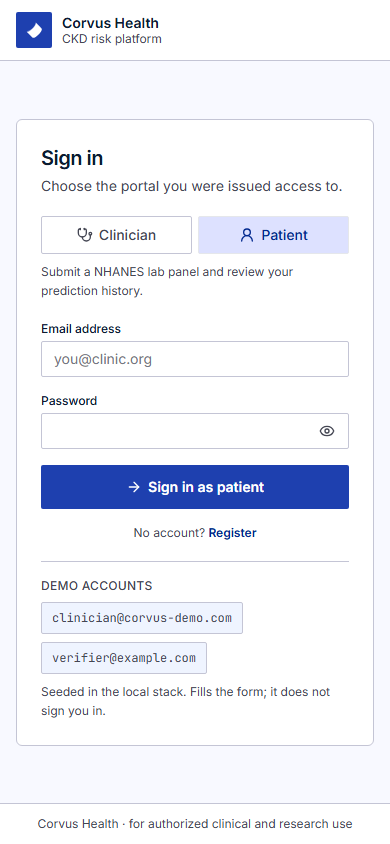 Corvus Health
CKD risk platform
Sign in
Choose the portal you were issued access to.
Clinician
Patient
Submit a NHANES lab panel and review your
prediction history.
Email address
you@clinic.org
Password
Sign in as patient
No account? Register
DEMO ACCOUNTS
clinician@corvus-demo.com
verifier@example.com
Seeded in the local stack. Fills the form; it does not
sign you in.
Corvus Health · for authorized clinical and research use